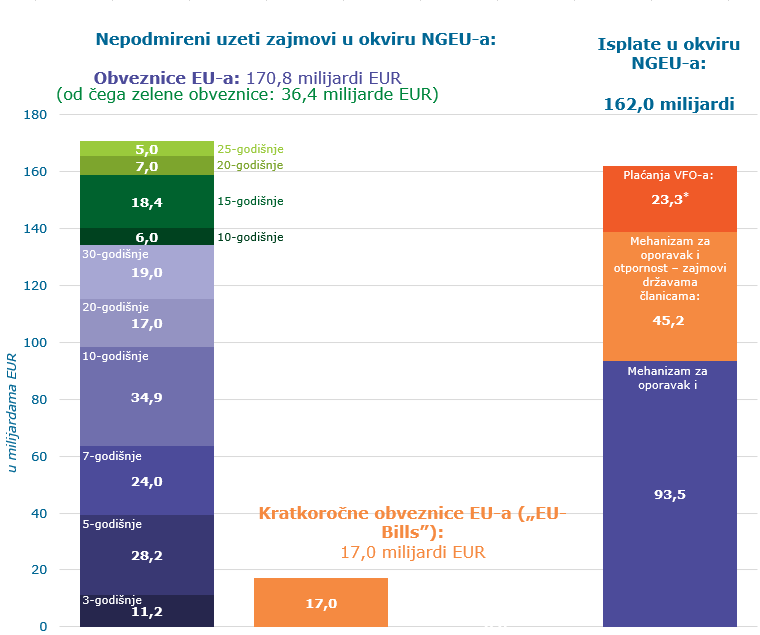 Nepodmireni uzeti zajmovi u okviru NGEU-a:
Obveznice EU-a: 170,8 milijardi EUR
(od čega zelene obveznice: 36,4 milijarde EUR)
Isplate u okviru
NGEU-a:
162,0 milijardi
u milijardama EUR
180
160
140
120
100
80
60
40
20
0
5,0
25-godišnje
7,0
20-godišnje
18,4
15-godišnje
6,0
10-godišnje
30-godišnje
19,0
20-godišnje
17,0
10-godišnje
34,9
7-godišnje
24,0
5-godišnje
28,2
3-godišnje
11,2
Kratkoročne obveznice EU-a („EU-
Bills”):
17,0 milijardi EUR
17,0
Plaćanja VFO-a:
23,3*
Mehanizam za
oporavak i
otpornost – zajmovi
državama
članicama:
45,2
Mehanizam za
oporavak i
93,5